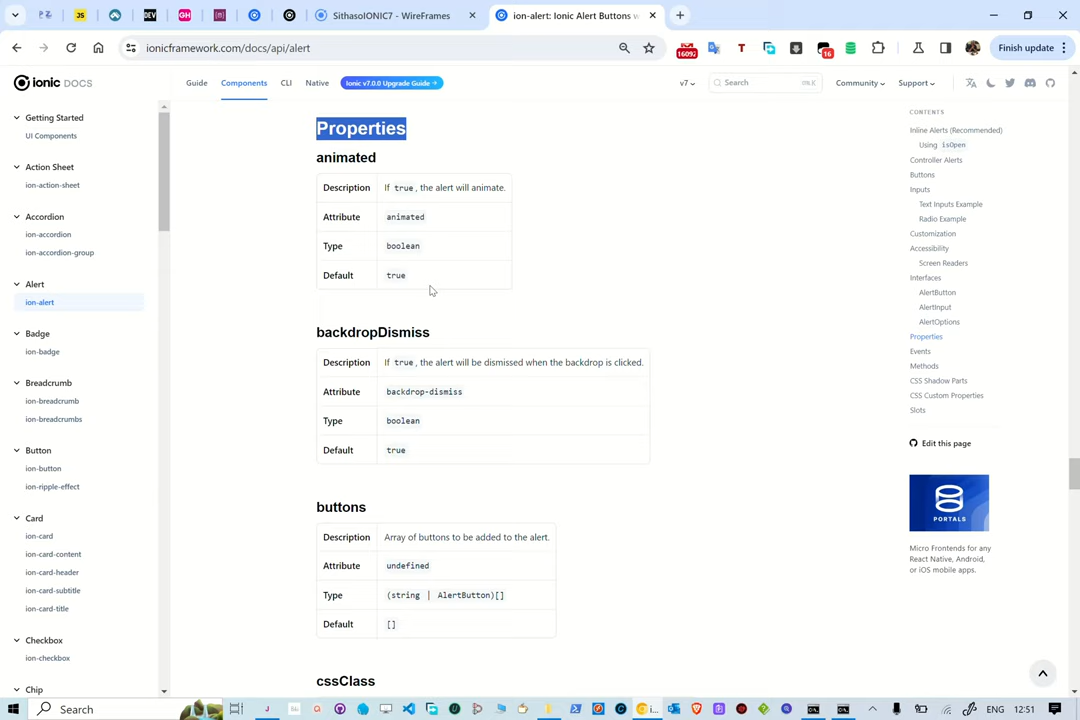 SithasoIONIC7 - WireFrames
ion-alert: Ionic Alert Buttons w
ionicframework.com/docs/api/alert
16092
16
Finish update
ionic DOCS
Guide
Components
CLI
Native
Ionic v7.0.0 Upgrade Guide
v7
Search
Community
Support
Getting Started
UI Components
Action Sheet
ion-action-sheet
Accordion
ion-accordion
ion-accordion-group
Alert
ion-alert
Badge
ion-badge
Breadcrumb
ion-breadcrumb
ion-breadcrumbs
Button
ion-button
ion-ripple-effect
Card
ion-card
ion-card-content
ion-card-header
ion-card-subtitle
ion-card-title
Checkbox
ion-checkbox
Chip
Properties
animated
Description If true, the alert will animate.
Attribute animated
Type boolean
Default true
backdropDismiss
Description If true, the alert will be dismissed when the backdrop is clicked.
Attribute backdrop-dismiss
Type boolean
Default true
buttons
Description Array of buttons to be added to the alert.
Attribute undefined
Type (string | AlertButton)[]
Default []
cssClass
CONTENTS
Inline Alerts (Recommended)
Using isOpen
Controller Alerts
Buttons
Inputs
Text Inputs Example
Radio Example
Customization
Accessibility
Screen Readers
Interfaces
AlertButton
AlertInput
AlertOptions
Properties
Events
Methods
CSS Shadow Parts
CSS Custom Properties
Slots
Edit this page
PORTALS
Micro Frontends for any
React Native, Android,
or iOS mobile apps.
Search
ENG
12:51